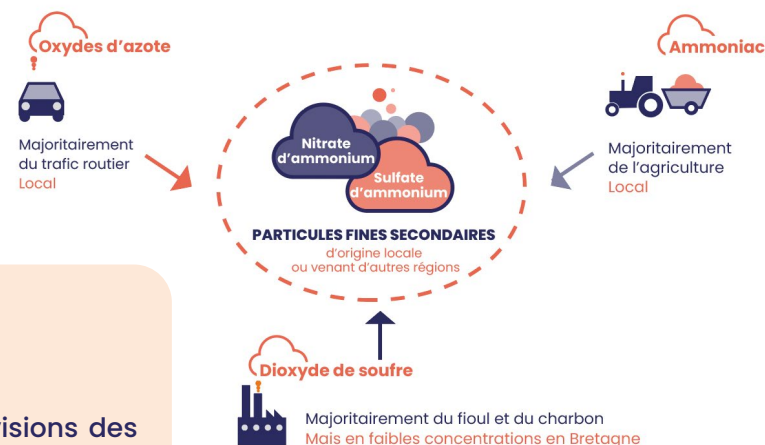 Oxydes d'azote
Majoritairement
du trafic routier
Local
Ammoniac
Majoritairement
de l'agriculture
Local
Nitrate
d'ammonium
Sulfate
d'ammonium
PARTICULES FINES SECONDAIRES
d'origine locale
ou venant d'autres régions
Dioxyde de soufre
Majoritairement du fioul et du charbon
Mais en faibles concentrations en Bretagne
des